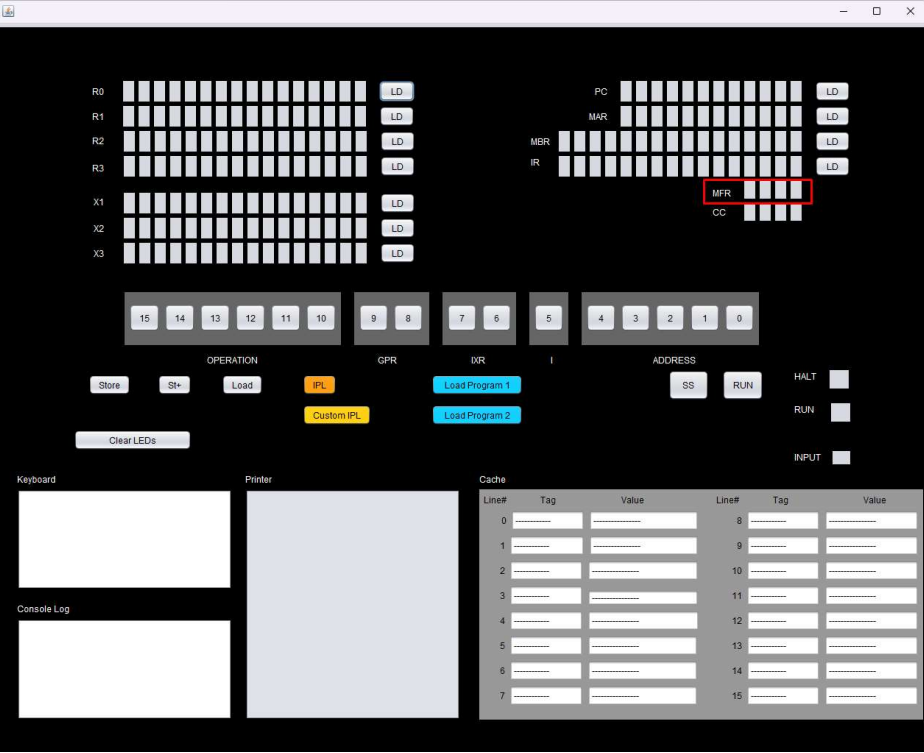 R0 LD PC LD
R1 LD MAR LD
R2 LD MBR LD
R3 LD IR LD
MFR
X1 LD CC
X2 LD
X3 LD
15 14 13 12 11 10 9 8 7 6 5 4 3 2 1 0
OPERATION GPR IXR I ADDRESS
Store St+ Load IPL Load Program 1 SS RUN HALT
Custom IPL Load Program 2 RUN
Clear LEDs
INPUT
Keyboard Printer Cache
Line# Tag Value Line# Tag Value
0 ------------ ---------------- 8 ------------ ----------------
1 ------------ ---------------- 9 ------------ ----------------
2 ------------ ---------------- 10 ------------ ----------------
3 ------------ ---------------- 11 ------------ ----------------
Console Log
4 ------------ ---------------- 12 ------------ ----------------
5 ------------ ---------------- 13 ------------ ----------------
6 ------------ ---------------- 14 ------------ ----------------
7 ------------ ---------------- 15 ------------ ----------------